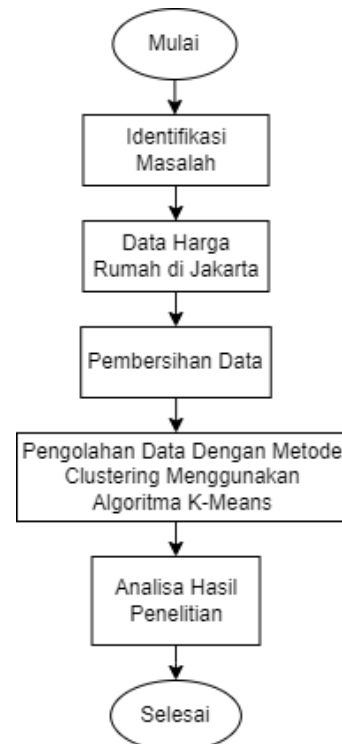 Mulai
Identifikasi
Masalah
Data Harga
Rumah di Jakarta
Pembersihan Data
Pengolahan Data Dengan Metode
Clustering Menggunakan
Algoritma K-Means
Analisa Hasil
Penelitian
Selesai